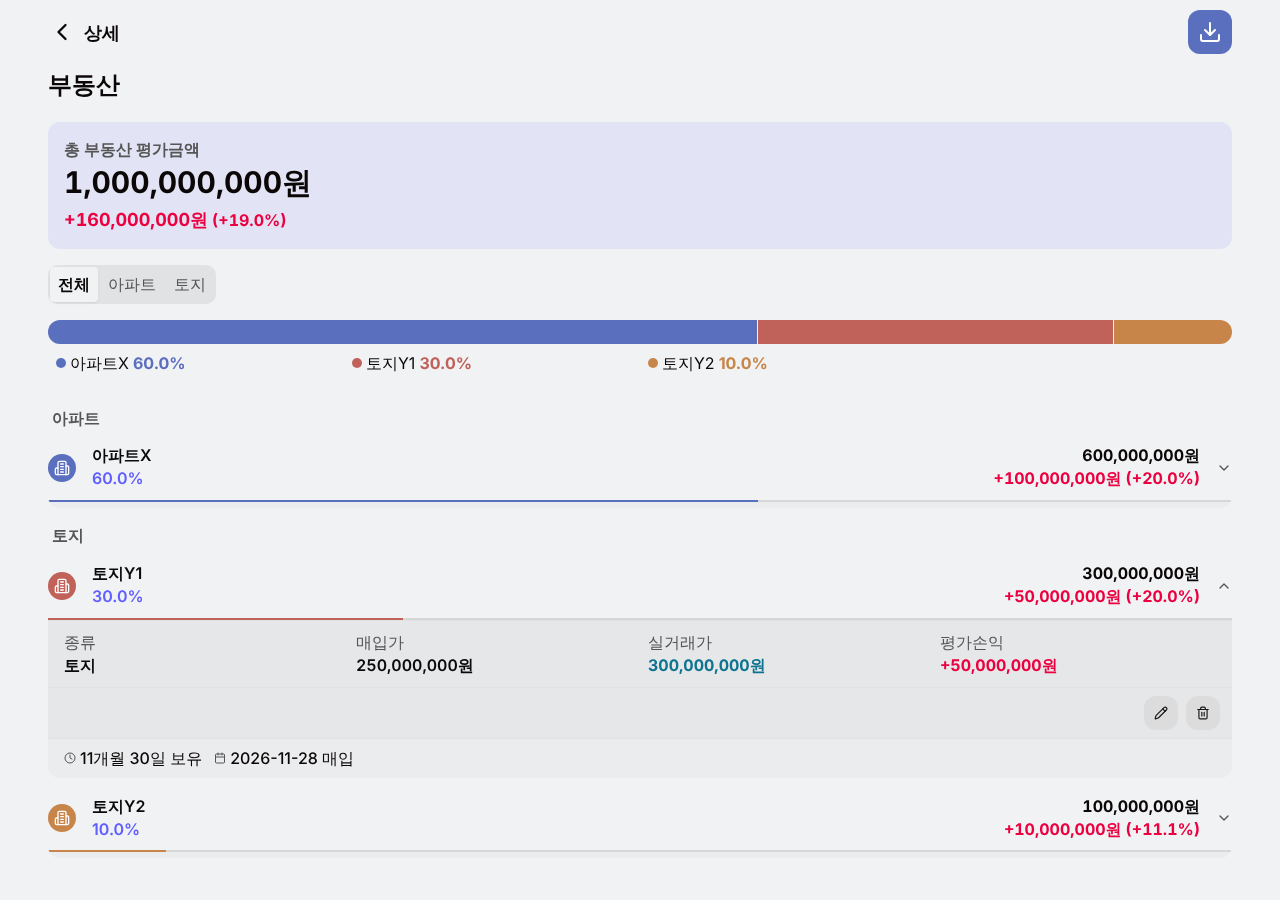 상세
부동산
총 부동산 평가금액
1,000,000,000원
+160,000,000원 (+19.0%)
전체 아파트 토지
아파트X 60.0% 토지Y1 30.0% 토지Y2 10.0%
아파트
아파트X 600,000,000원
60.0% +100,000,000원 (+20.0%)
토지
토지Y1 300,000,000원
30.0% +50,000,000원 (+20.0%)
종류 매입가 실거래가 평가손익
토지 250,000,000원 300,000,000원 +50,000,000원
11개월 30일 보유 2026-11-28 매입
토지Y2 100,000,000원
10.0% +10,000,000원 (+11.1%)